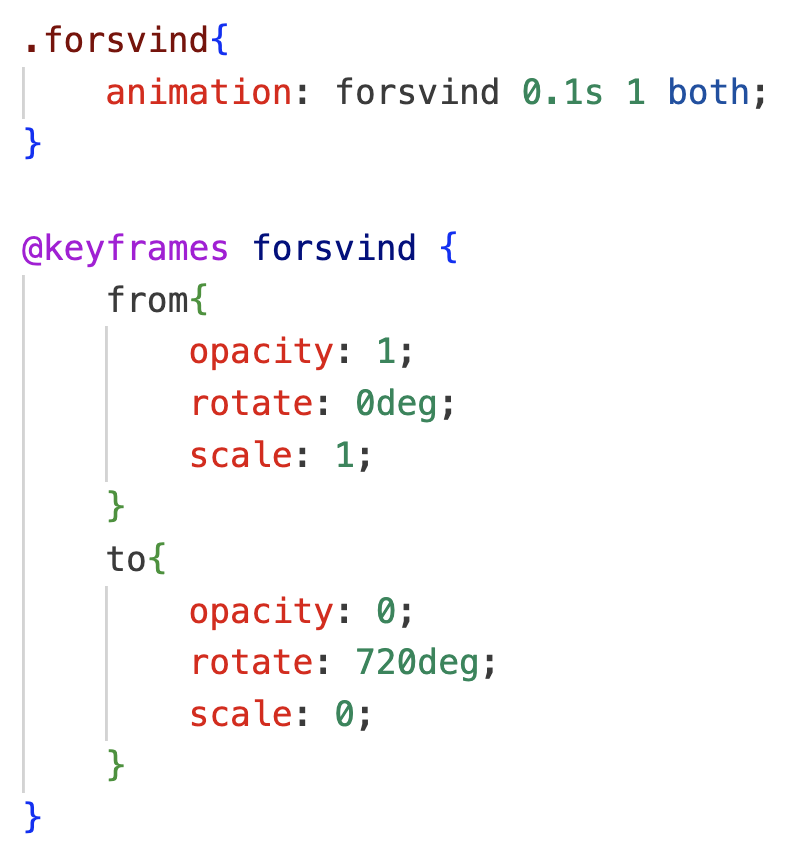 .forsvind{
    animation: forsvind 0.1s 1 both;
}

@keyframes forsvind {
    from{
        opacity: 1;
        rotate: 0deg;
        scale: 1;
    }
    to{
        opacity: 0;
        rotate: 720deg;
        scale: 0;
    }
}